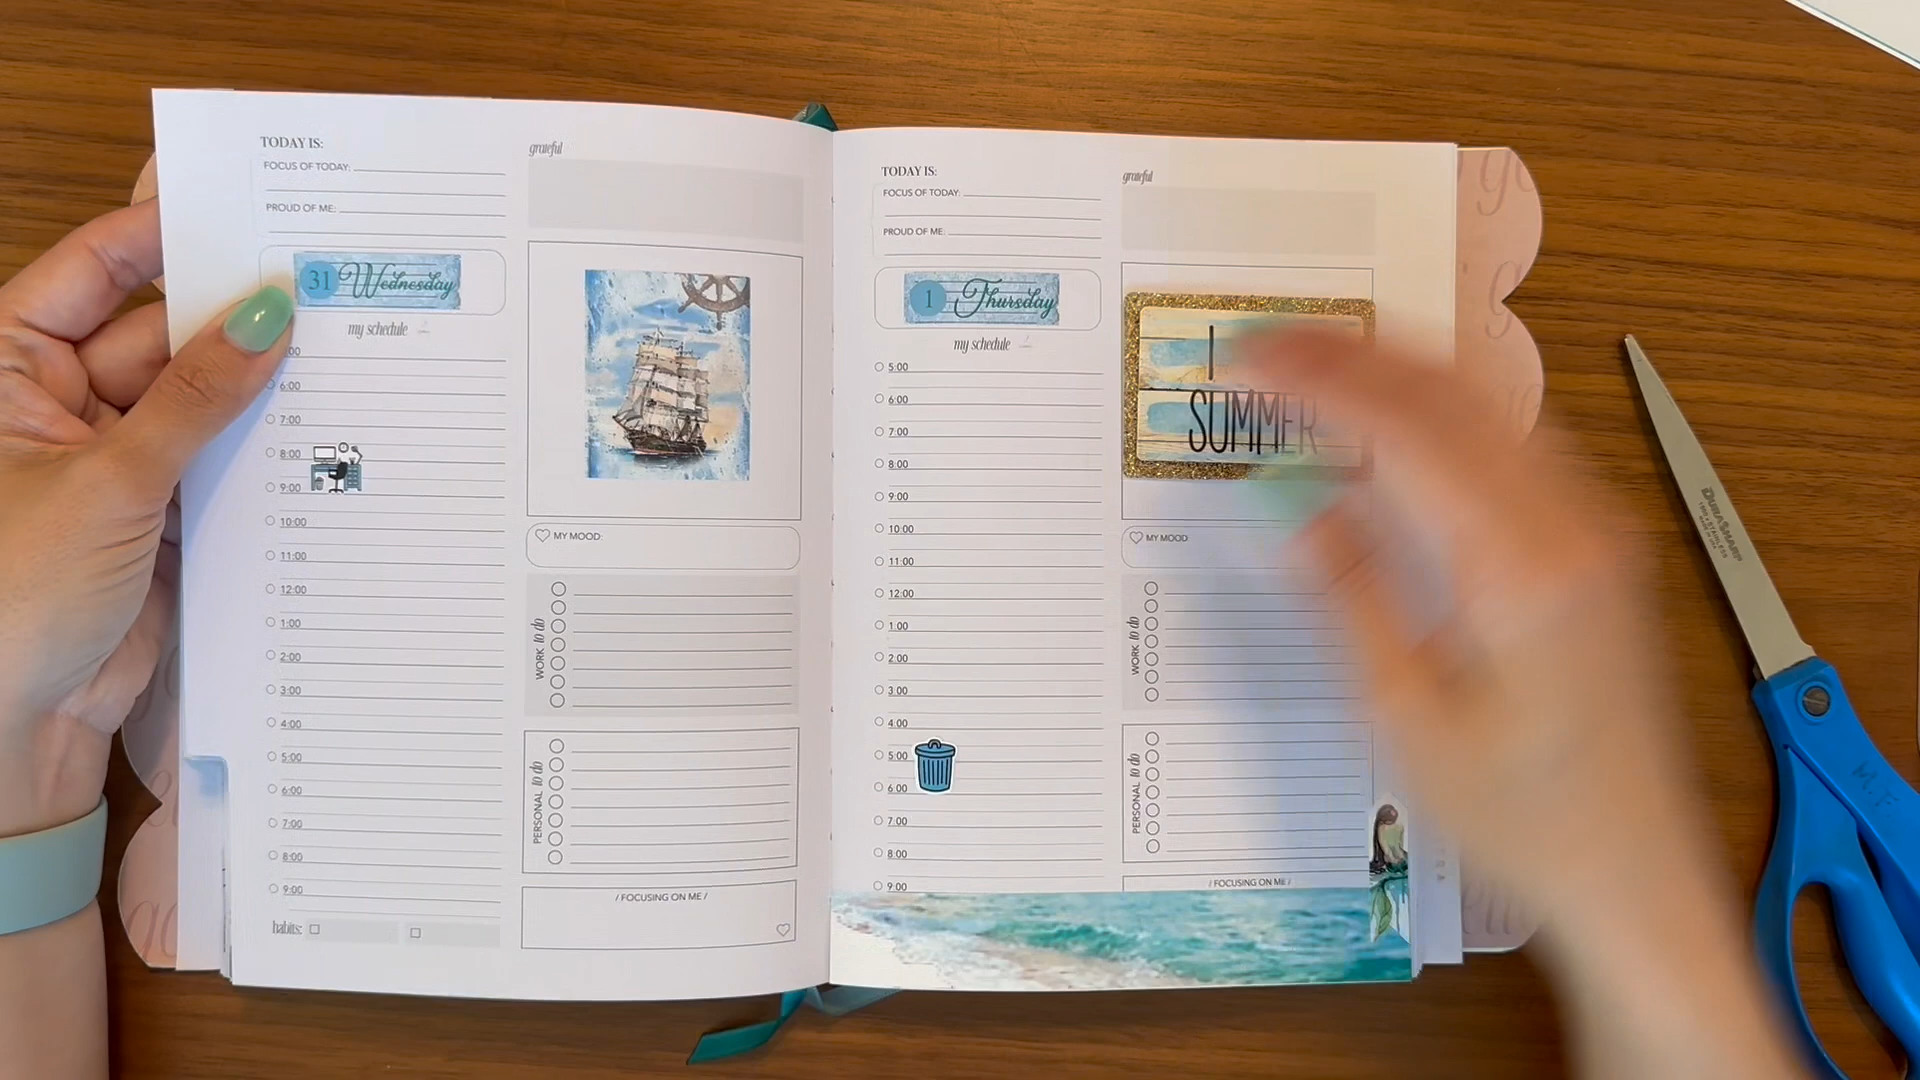 TODAY IS:
FOCUS OF TODAY:
PROUD OF ME:
31 Wednesday
my schedule
:00
6:00
7:00
8:00
9:00
10:00
11:00
12:00
1:00
2:00
3:00
4:00
5:00
6:00
7:00
8:00
9:00
habits:
grateful
MY MOOD:
WORK to do
PERSONAL to do
/ FOCUSING ON ME /
TODAY IS:
FOCUS OF TODAY:
PROUD OF ME:
1 Thursday
my schedule
5:00
6:00
7:00
8:00
9:00
10:00
11:00
12:00
1:00
2:00
3:00
4:00
5:00
6:00
7:00
8:00
9:00
grateful
I
SUMMER
MY MOOD
WORK to do
PERSONAL to do
/ FOCUSING ON ME /
DURASHARP
M.F